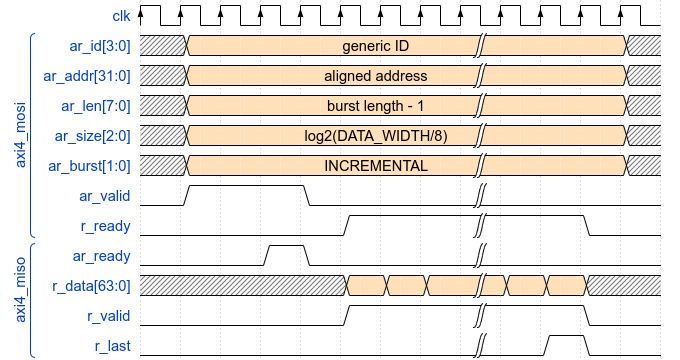 clk
axi4_mosi
ar_id[3:0] generic ID
ar_addr[31:0] aligned address
ar_len[7:0] burst length - 1
ar_size[2:0] log2(DATA_WIDTH/8)
ar_burst[1:0] INCREMENTAL
ar_valid
r_ready
axi4_miso
ar_ready
r_data[63:0]
r_valid
r_last